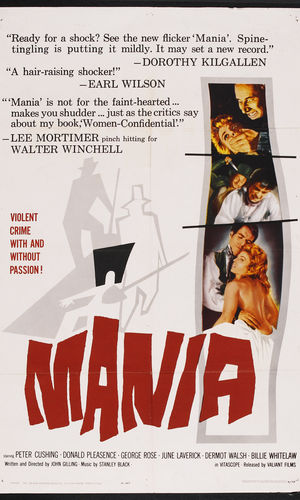 "Ready for a shock? See the new flicker 'Mania'. Spine-
tingling is putting it mildly. It may set a new record."
—DOROTHY KILGALLEN
"A hair-raising shocker!"
—EARL WILSON
"'Mania' is not for the faint-hearted...
makes you shudder ... just as the critics say
about my book,'Women-Confidential'."
—LEE MORTIMER pinch hitting for
WALTER WINCHELL
VIOLENT
CRIME
WITH AND
WITHOUT
PASSION!
MANIA
starring PETER CUSHING · DONALD PLEASENCE · GEORGE ROSE · JUNE LAVERICK · DERMOT WALSH · BILLIE WHITELAW
Written and Directed by JOHN GILLING · Music by STANLEY BLACK
in VITASCOPE · Released by VALIANT FILMS